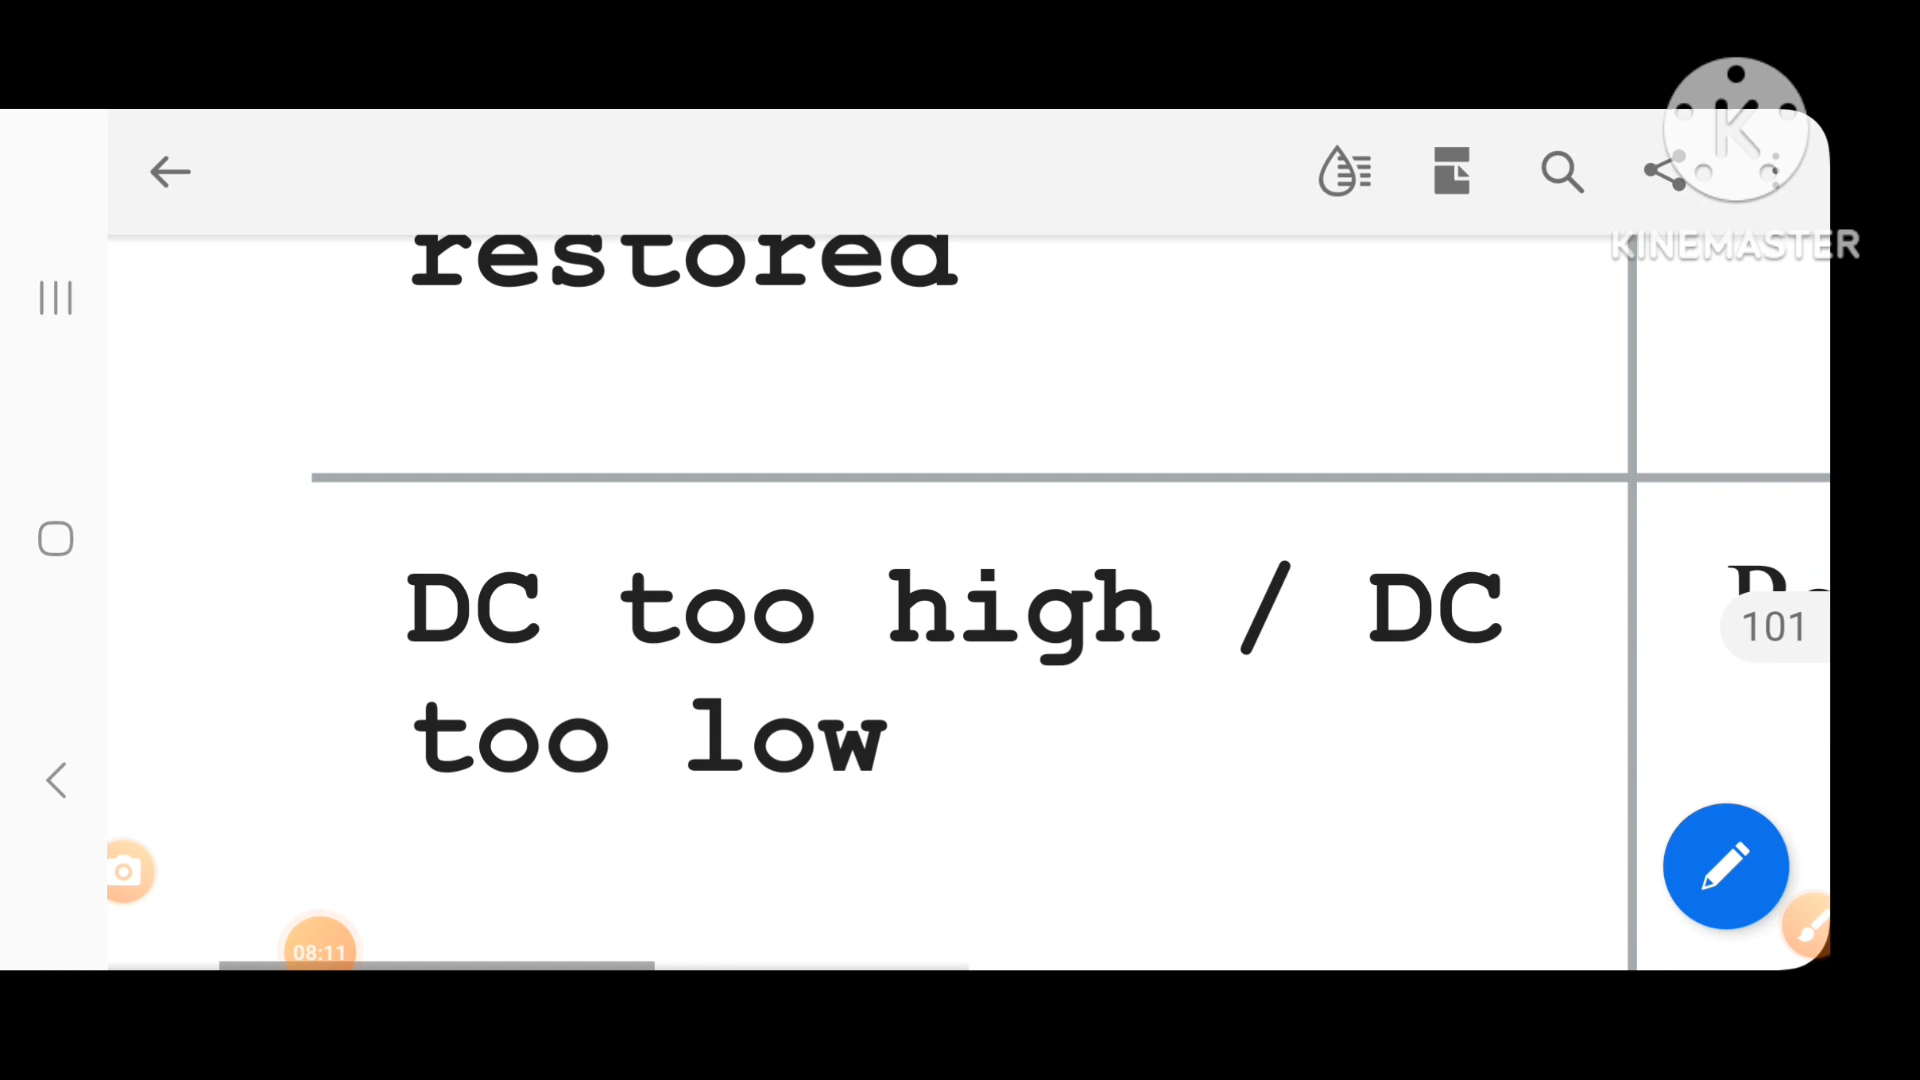 K
KINEMASTER
restored
DC too high / DC
too low
101
08:11